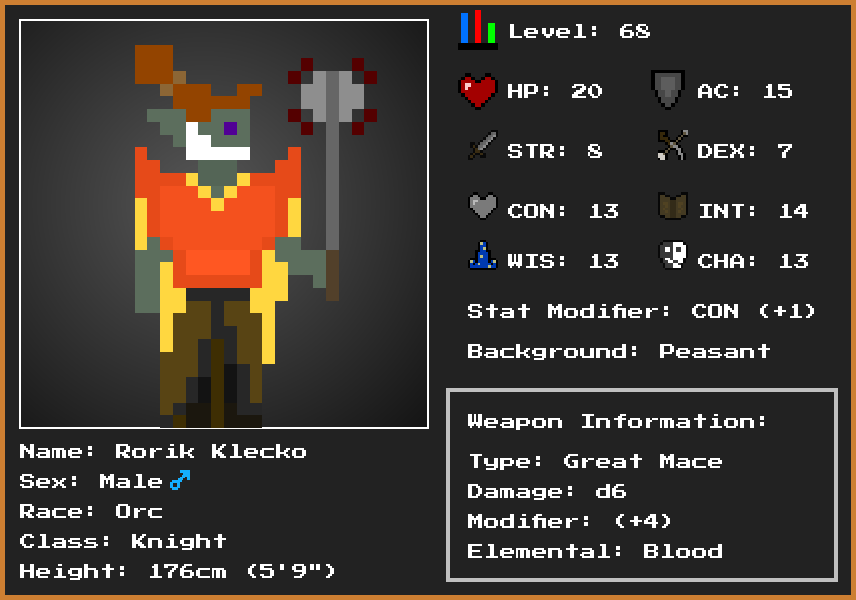 Level: 68
HP: 20 AC: 15
STR: 8 DEX: 7
CON: 13 INT: 14
WIS: 13 CHA: 13
Stat Modifier: CON (+1)
Background: Peasant
Weapon Information:
Type: Great Mace
Damage: d6
Modifier: (+4)
Elemental: Blood
Name: Rorik Klecko
Sex: Male ♂
Race: Orc
Class: Knight
Height: 176cm (5'9")